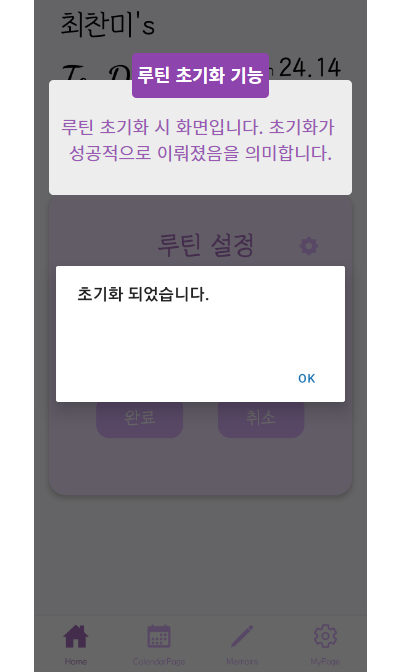 최찬미's
루틴 초기화 기능
24.14
루틴 초기화 시 화면입니다. 초기화가
성공적으로 이뤄졌음을 의미합니다.
루틴 설정
초기화 되었습니다.
OK
완료 취소
Home CalendarPage Memoirs MyPage